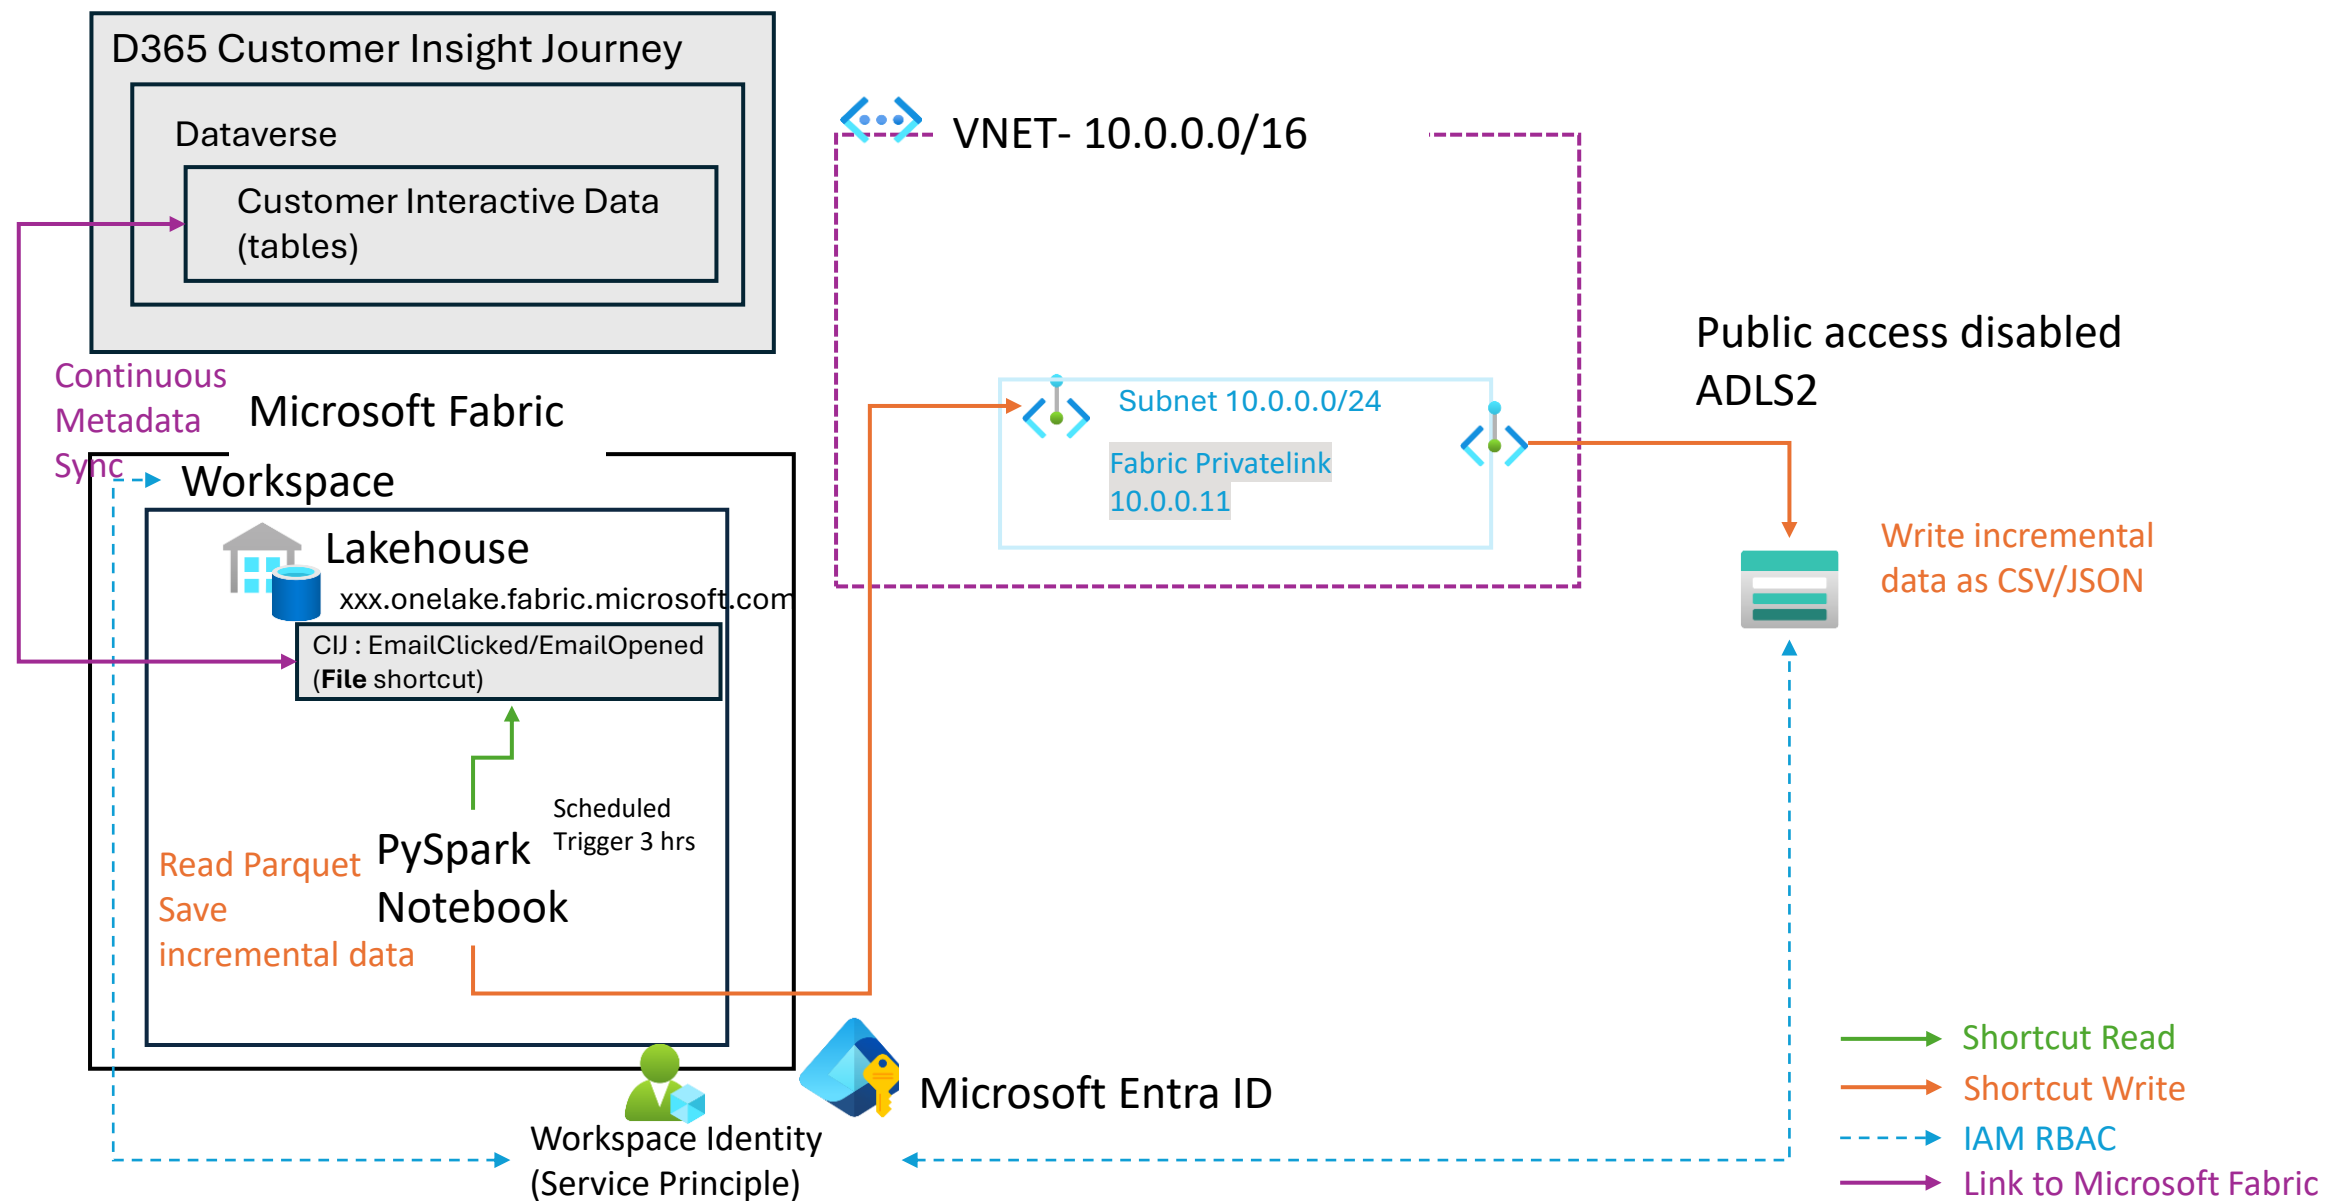 D365 Customer Insight Journey
Dataverse
Customer Interactive Data
(tables)
VNET- 10.0.0.0/16
Public access disabled
ADLS2
Continuous
Metadata
Sync
Microsoft Fabric
Subnet 10.0.0.0/24
Fabric Privatelink
10.0.0.11
Workspace
Lakehouse
xxx.onelake.fabric.microsoft.com
CIJ : EmailClicked/EmailOpened
(File shortcut)
Write incremental
data as CSV/JSON
Scheduled
Trigger 3 hrs
PySpark
Notebook
Read Parquet
Save
incremental data
Microsoft Entra ID
Workspace Identity
(Service Principle)
Shortcut Read
Shortcut Write
IAM RBAC
Link to Microsoft Fabric